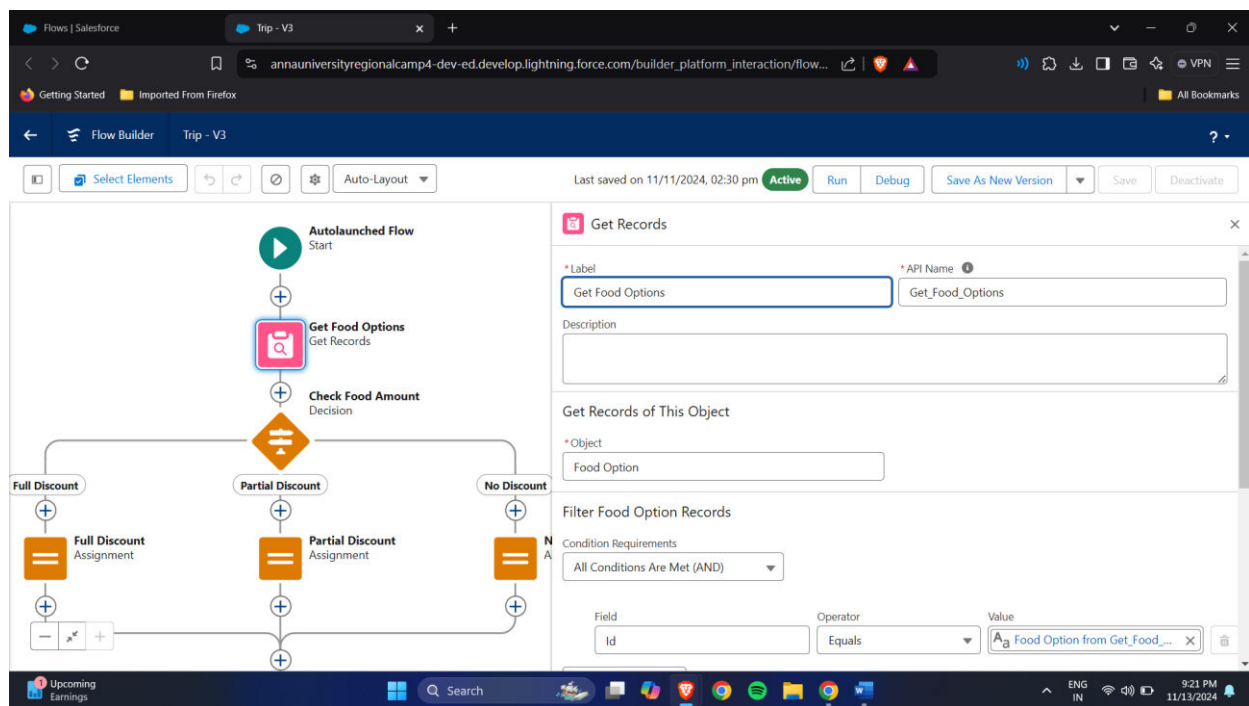 Flows | Salesforce
Trip - V3
annauniversityregionalcamp4-dev-ed.develop.lightning.force.com/builder_platform_interaction/flow...
VPN
Getting Started
Imported From Firefox
All Bookmarks
Flow Builder
Trip - V3
?
Select Elements
Auto-Layout
Last saved on 11/11/2024, 02:30 pm
Active
Run
Debug
Save As New Version
Save
Deactivate
Autolaunched Flow
Start
Get Food Options
Get Records
Check Food Amount
Decision
Full Discount
Partial Discount
No Discount
Full Discount
Assignment
Partial Discount
Assignment
N
A
Get Records
*Label
*API Name
Get Food Options
Get_Food_Options
Description
Get Records of This Object
*Object
Food Option
Filter Food Option Records
Condition Requirements
All Conditions Are Met (AND)
Field
Operator
Value
Id
Equals
Aa Food Option from Get_Food_...
1
Upcoming
Earnings
Search
ENG
IN
9:21 PM
11/13/2024